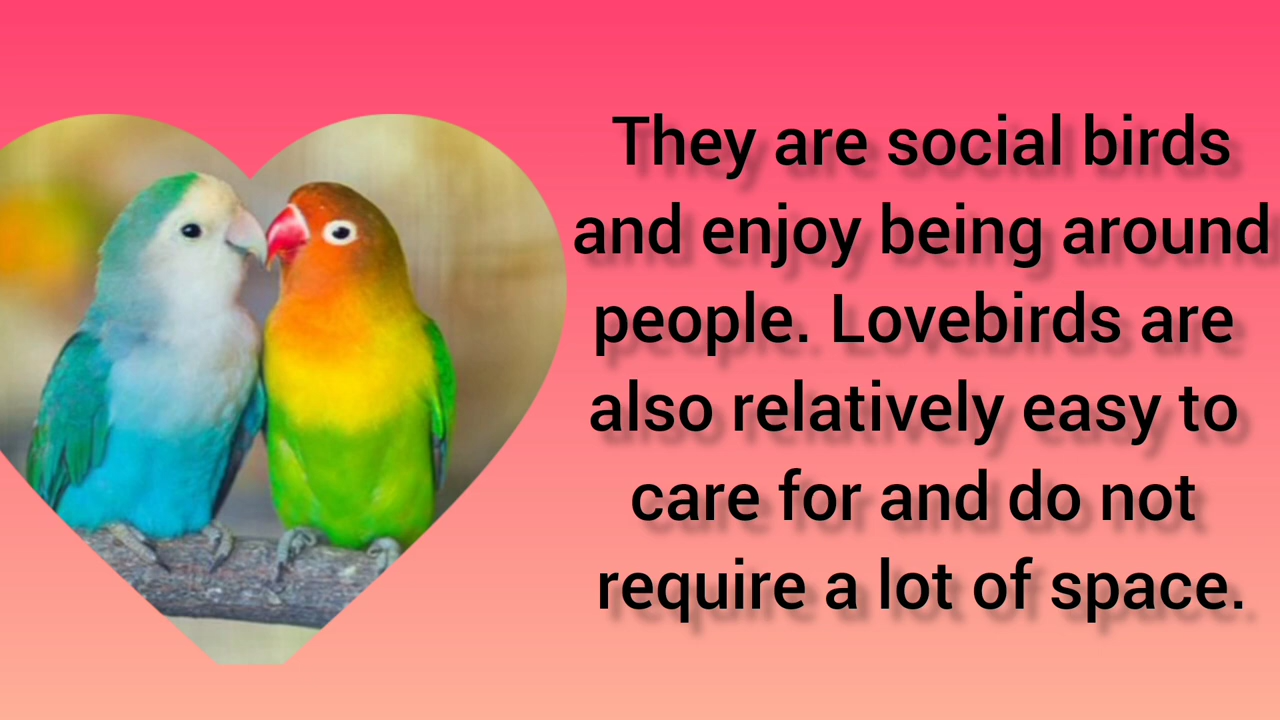 They are social birds
and enjoy being around
people. Lovebirds are
also relatively easy to
care for and do not
require a lot of space.